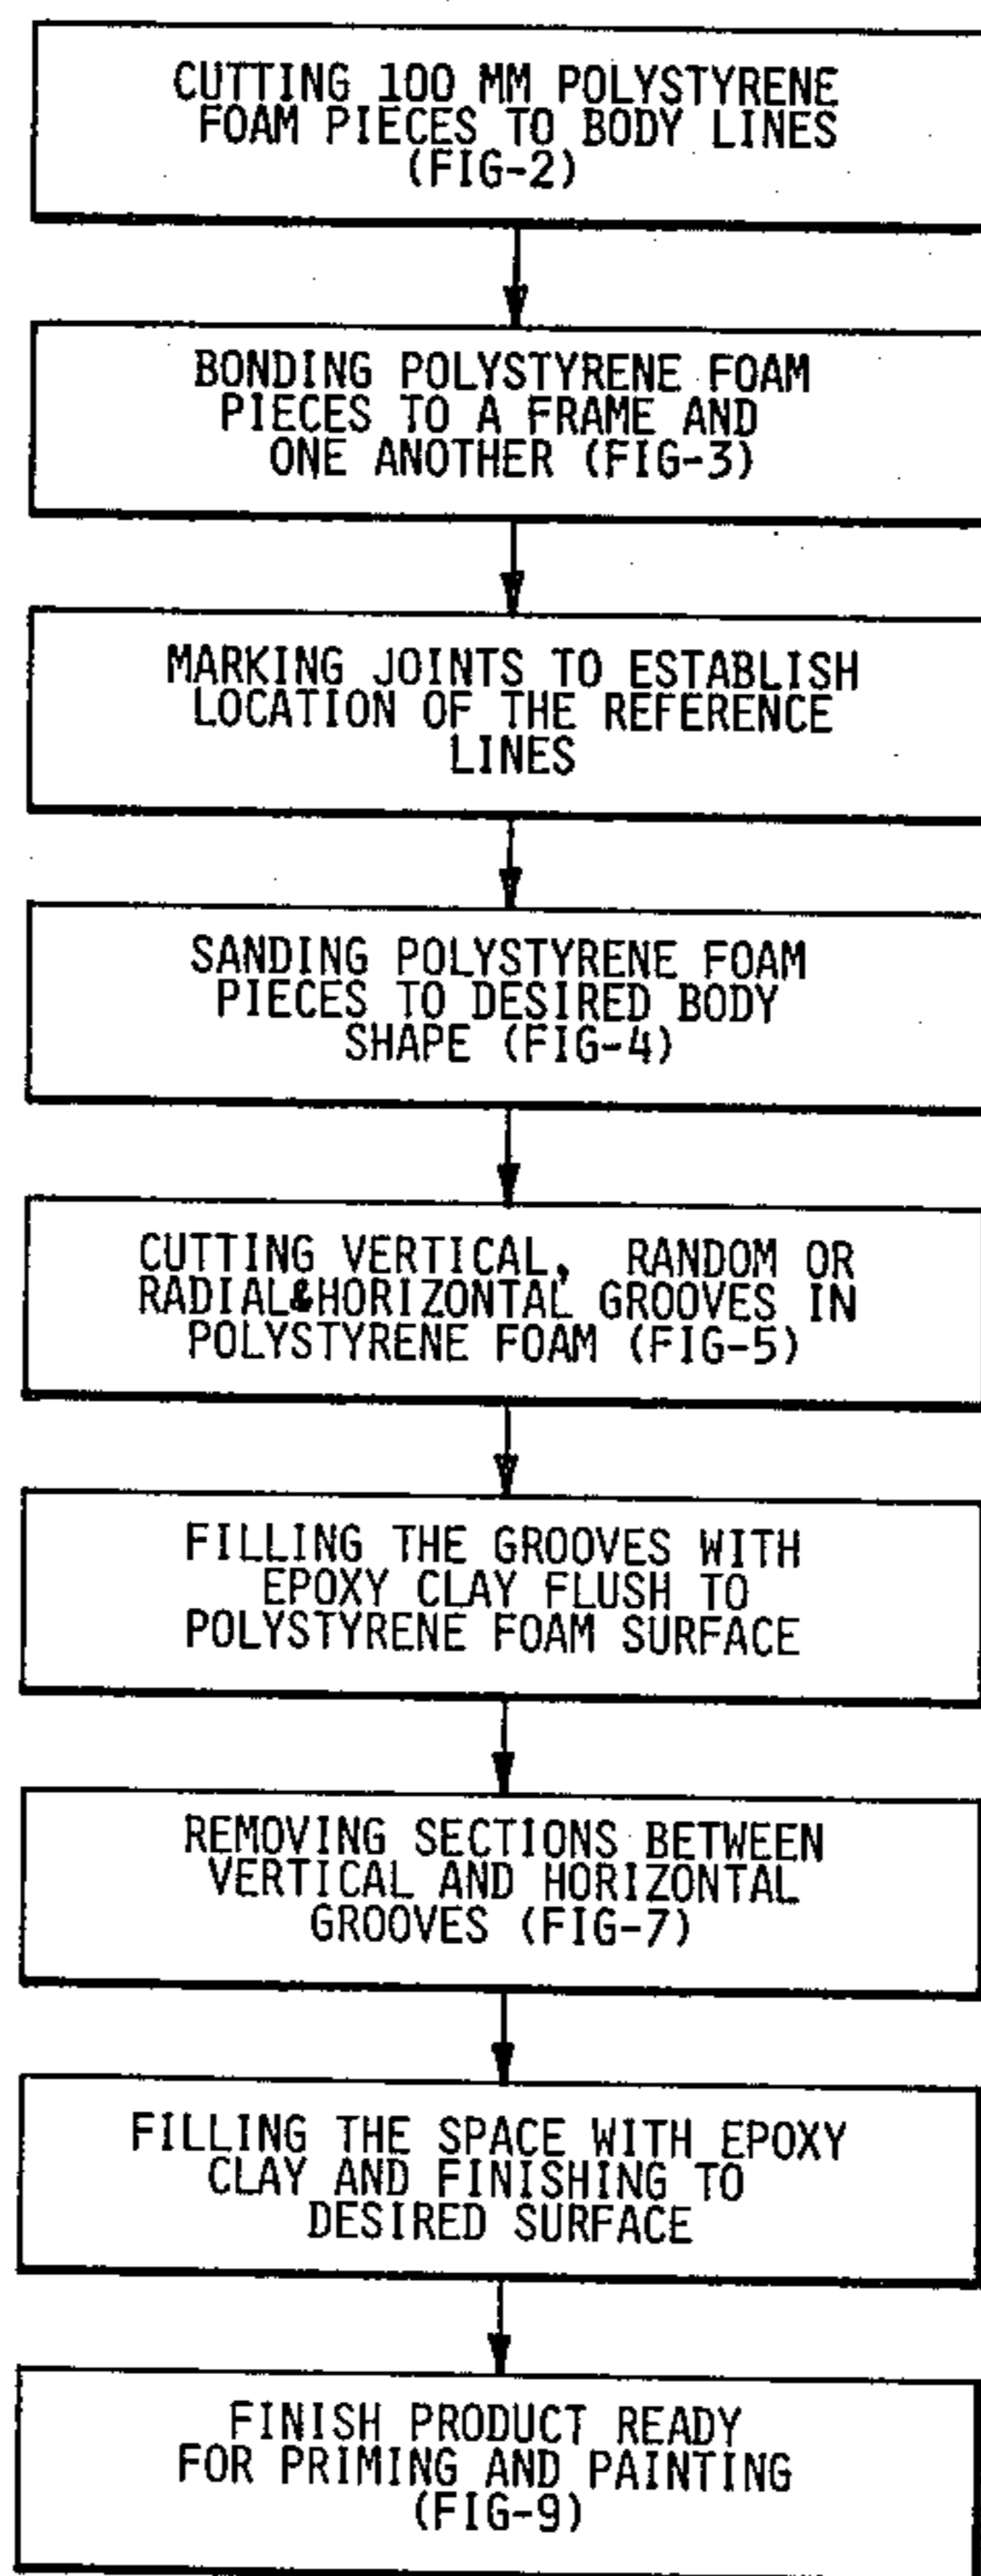 CUTTING 100 MM POLYSTYRENE
FOAM PIECES TO BODY LINES
(FIG-2)
BONDING POLYSTYRENE FOAM
PIECES TO A FRAME AND
ONE ANOTHER (FIG-3)
MARKING JOINTS TO ESTABLISH
LOCATION OF THE REFERENCE
LINES
SANDING POLYSTYRENE FOAM
PIECES TO DESIRED BODY
SHAPE (FIG-4)
CUTTING VERTICAL, RANDOM OR
RADIAL&HORIZONTAL GROOVES IN
POLYSTYRENE FOAM (FIG-5)
FILLING THE GROOVES WITH
EPOXY CLAY FLUSH TO
POLYSTYRENE FOAM SURFACE
REMOVING SECTIONS BETWEEN
VERTICAL AND HORIZONTAL
GROOVES (FIG-7)
FILLING THE SPACE WITH EPOXY
CLAY AND FINISHING TO
DESIRED SURFACE
FINISH PRODUCT READY
FOR PRIMING AND PAINTING
(FIG-9)